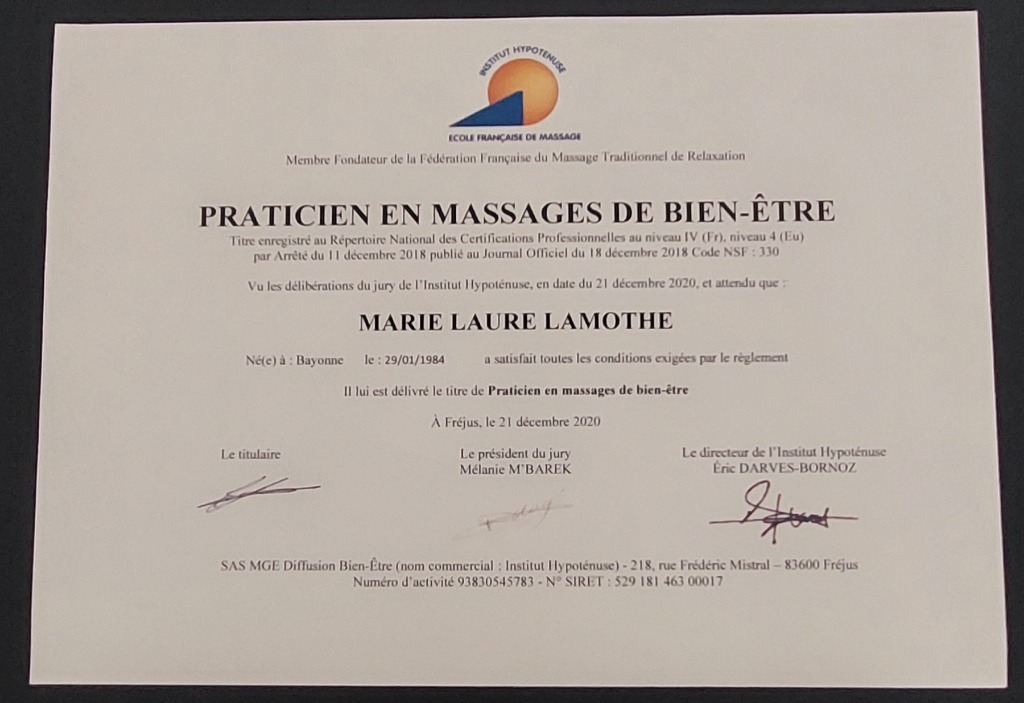 INSTITUT HYPOTENUSE
ECOLE FRANÇAISE DE MASSAGE
Membre Fondateur de la Fédération Française du Massage Traditionnel de Relaxation
PRATICIEN EN MASSAGES DE BIEN-ÊTRE
Titre enregistré au Répertoire National des Certifications Professionnelles au niveau IV (Fr), niveau 4 (Eu)
par Arrêté du 11 décembre 2018 publié au Journal Officiel du 18 décembre 2018 Code NSF : 330
Vu les délibérations du jury de l'Institut Hypoténuse, en date du 21 décembre 2020, et attendu que :
MARIE LAURE LAMOTHE
Né(e) à : Bayonne le : 29/01/1984 a satisfait toutes les conditions exigées par le règlement
Il lui est délivré le titre de Praticien en massages de bien-être
À Fréjus, le 21 décembre 2020
Le titulaire Le président du jury Le directeur de l'Institut Hypoténuse
Mélanie M'BAREK Éric DARVES-BORNOZ
SAS MGE Diffusion Bien-Être (nom commercial : Institut Hypoténuse) - 218, rue Frédéric Mistral – 83600 Fréjus
Numéro d'activité 93830545783 - N° SIRET : 529 181 463 00017